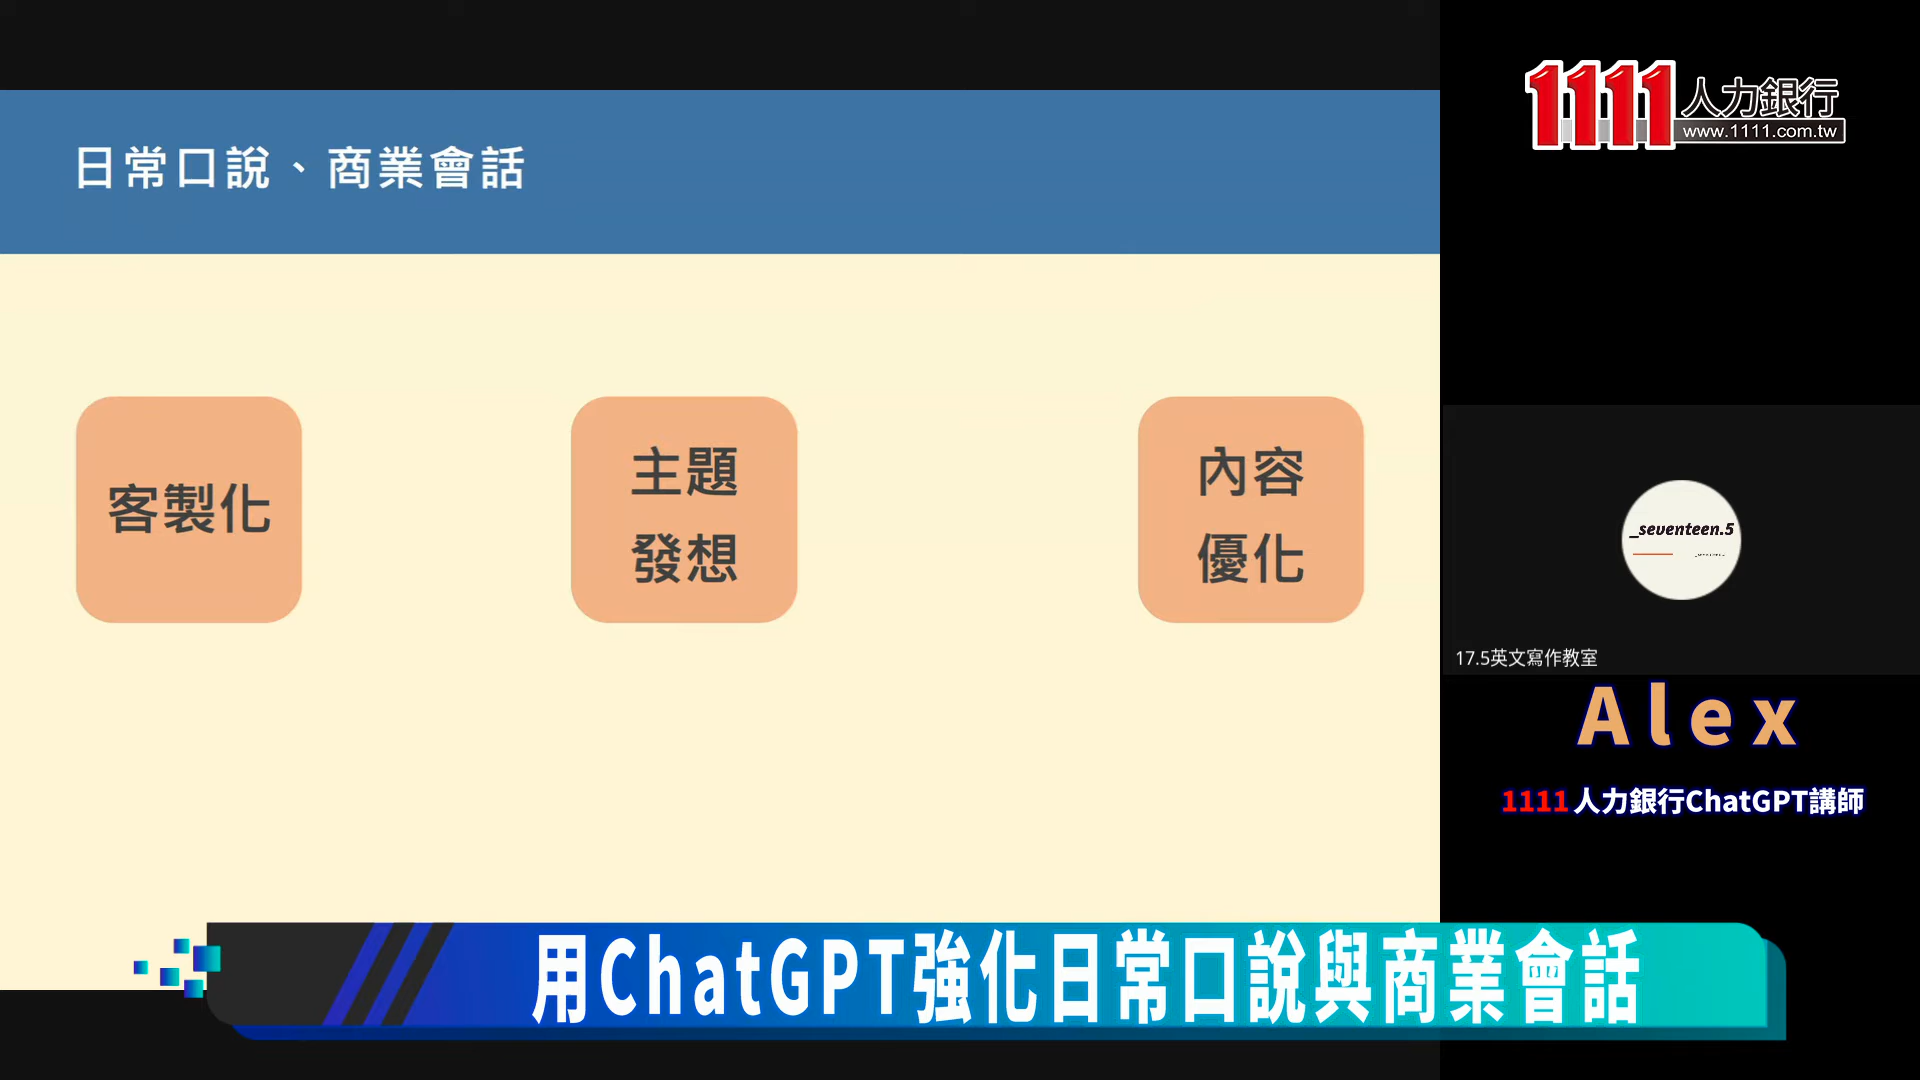 日常口說、商業會話
客製化
主題
發想
內容
優化
1111人力銀行
www.1111.com.tw
_seventeen.5
17.5英文寫作教室
Alex
1111人力銀行ChatGPT講師
用ChatGPT強化日常口說與商業會話